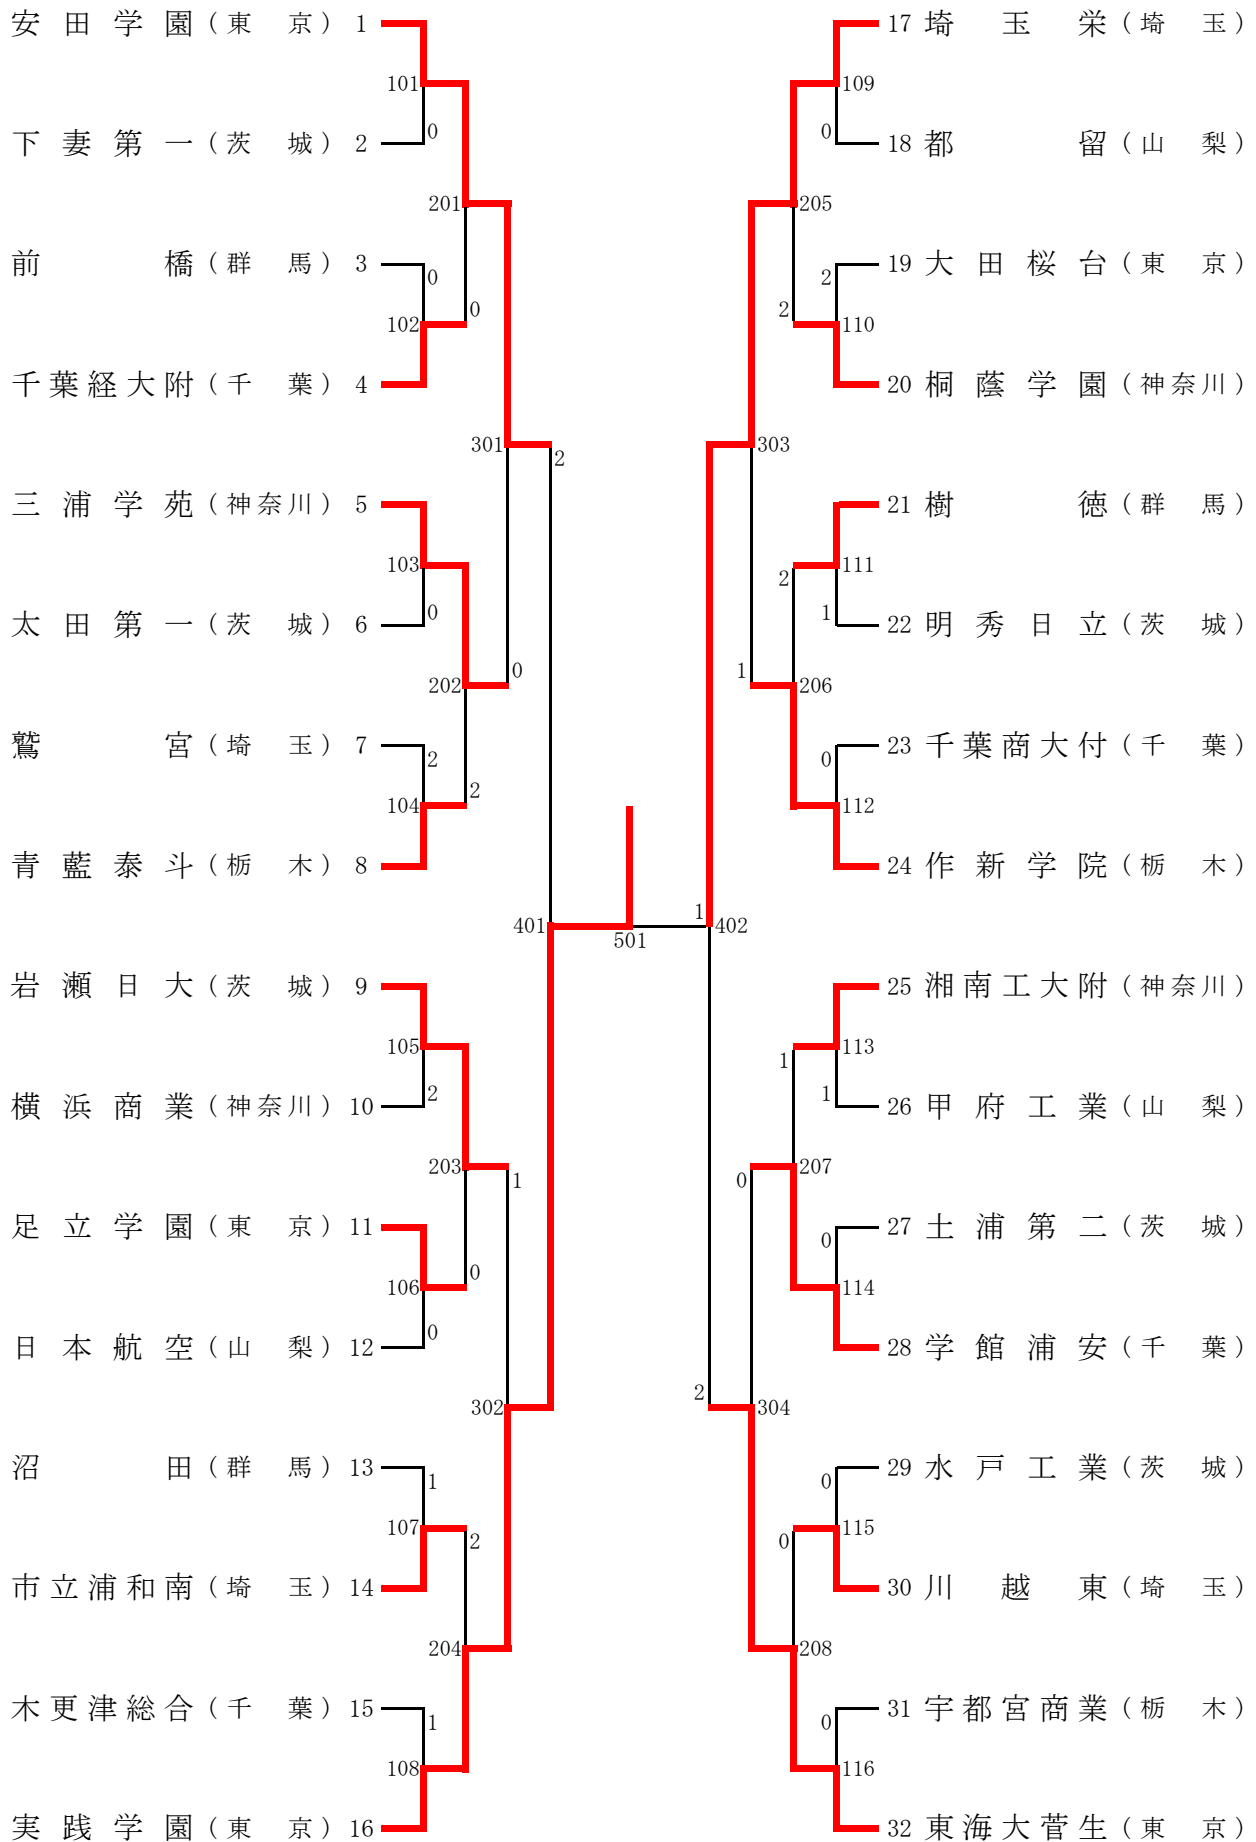 安田学園（東京）1
101
0
下妻第一（茨城）2
201
前橋（群馬）3
0
0
102
千葉経大附（千葉）4
301
2
三浦学苑（神奈川）5
103
0
太田第一（茨城）6
0
202
鷲宮（埼玉）7
2
2
104
青藍泰斗（栃木）8
401
岩瀬日大（茨城）9
105
2
横浜商業（神奈川）10
203
1
足立学園（東京）11
0
106
0
日本航空（山梨）12
302
沼田（群馬）13
1
107
2
市立浦和南（埼玉）14
204
木更津総合（千葉）15
1
108
実践学園（東京）16
501
17 埼玉栄（埼玉）
109
0
18 都留（山梨）
205
19 大田桜台（東京）
2
2
110
20 桐蔭学園（神奈川）
303
21 樹徳（群馬）
111
2
1
22 明秀日立（茨城）
1
206
23 千葉商大付（千葉）
0
112
24 作新学院（栃木）
1
402
25 湘南工大附（神奈川）
113
1
1
26 甲府工業（山梨）
207
0
27 土浦第二（茨城）
0
114
28 学館浦安（千葉）
2
304
29 水戸工業（茨城）
0
115
0
30 川越東（埼玉）
208
31 宇都宮商業（栃木）
0
116
32 東海大菅生（東京）